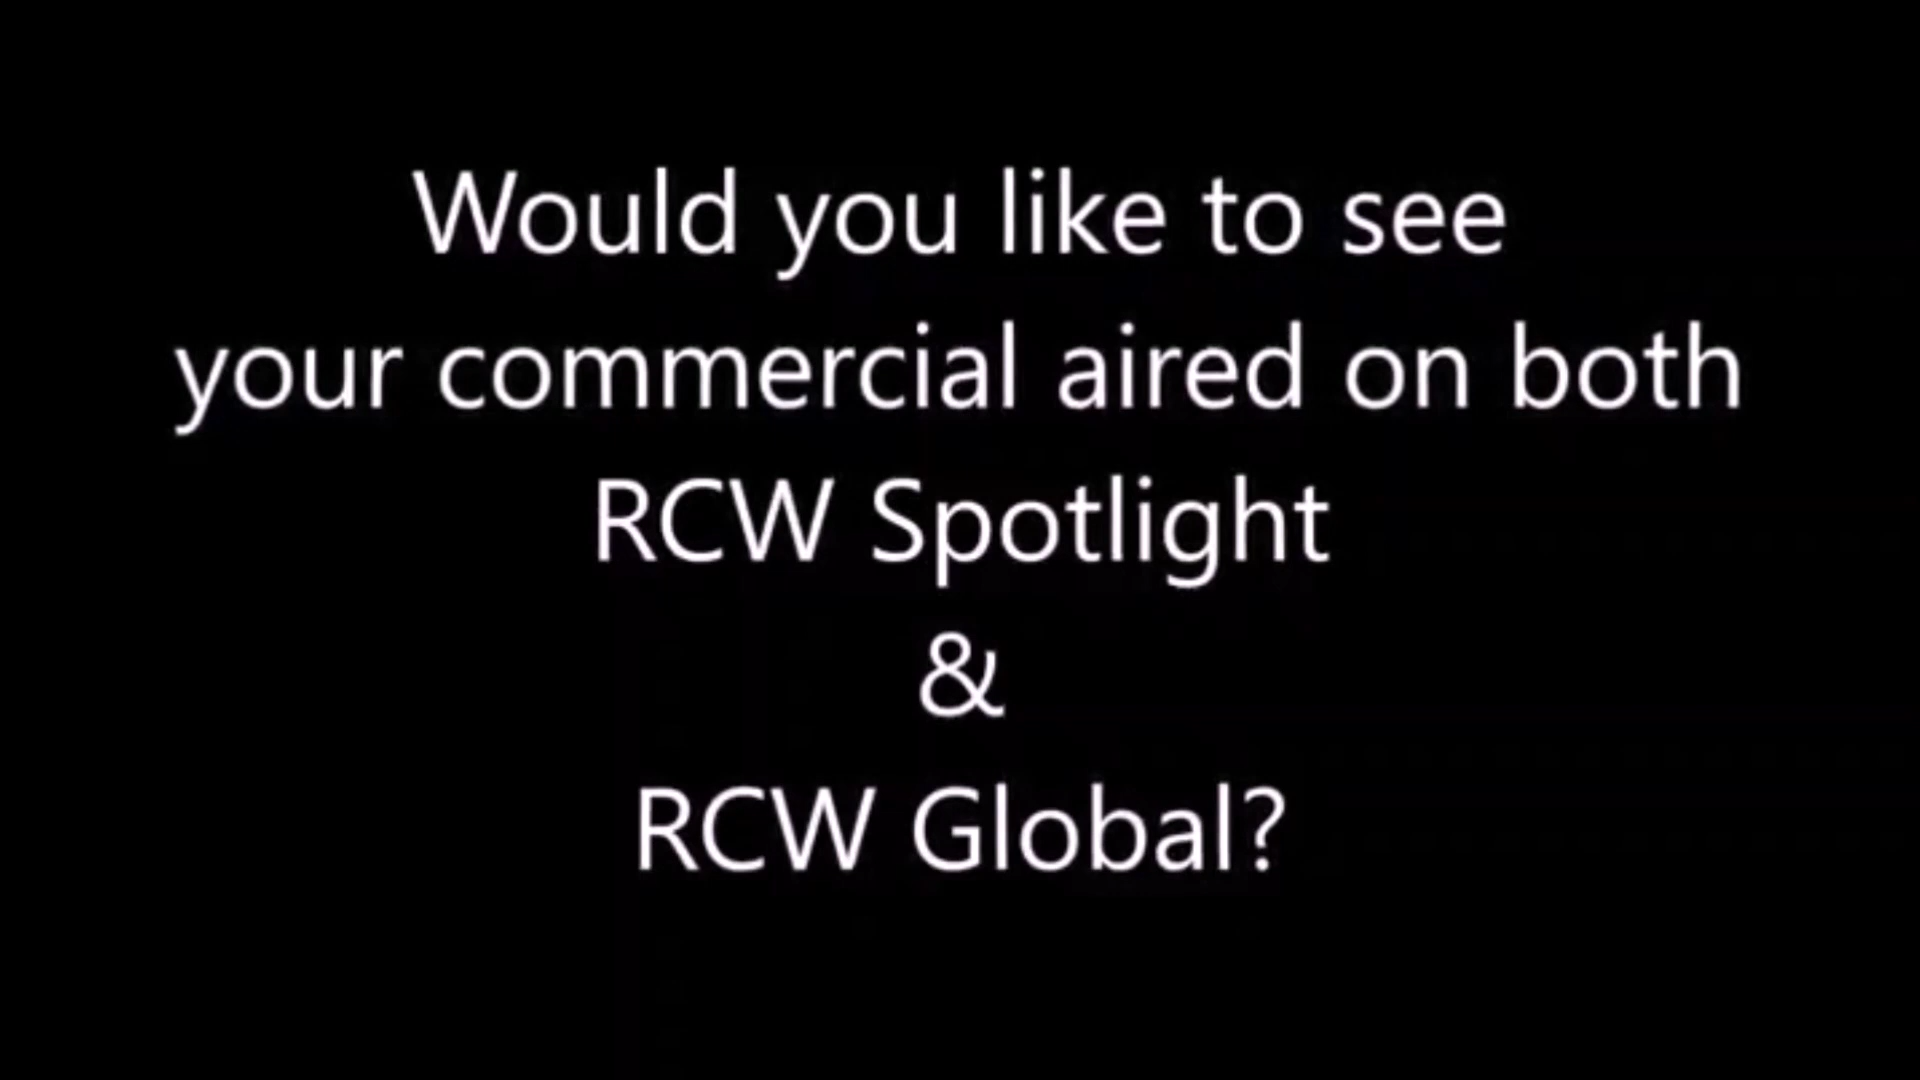 Would you like to see
your commercial aired on both
RCW Spotlight
&
RCW Global?